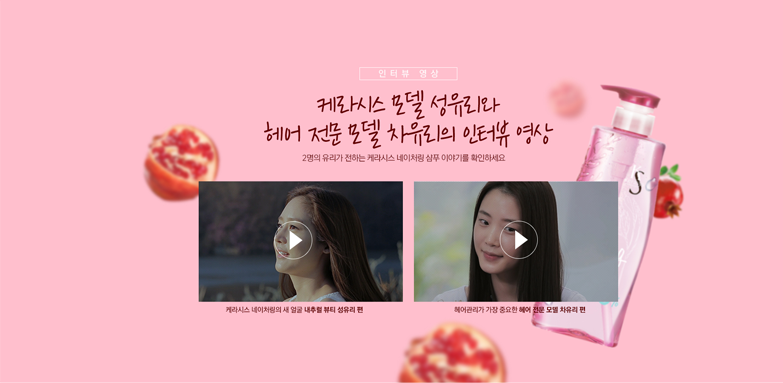 인터뷰 영상
케라시스 모델 성유리와
헤어 전문 모델 차유리의 인터뷰 영상
2명의 유리가 전하는 케라시스 네이처링 샴푸 이야기를 확인하세요
케라시스 네이처링의 새 얼굴 내추럴 뷰티 성유리 편
헤어관리가 가장 중요한 헤어 전문 모델 차유리 편